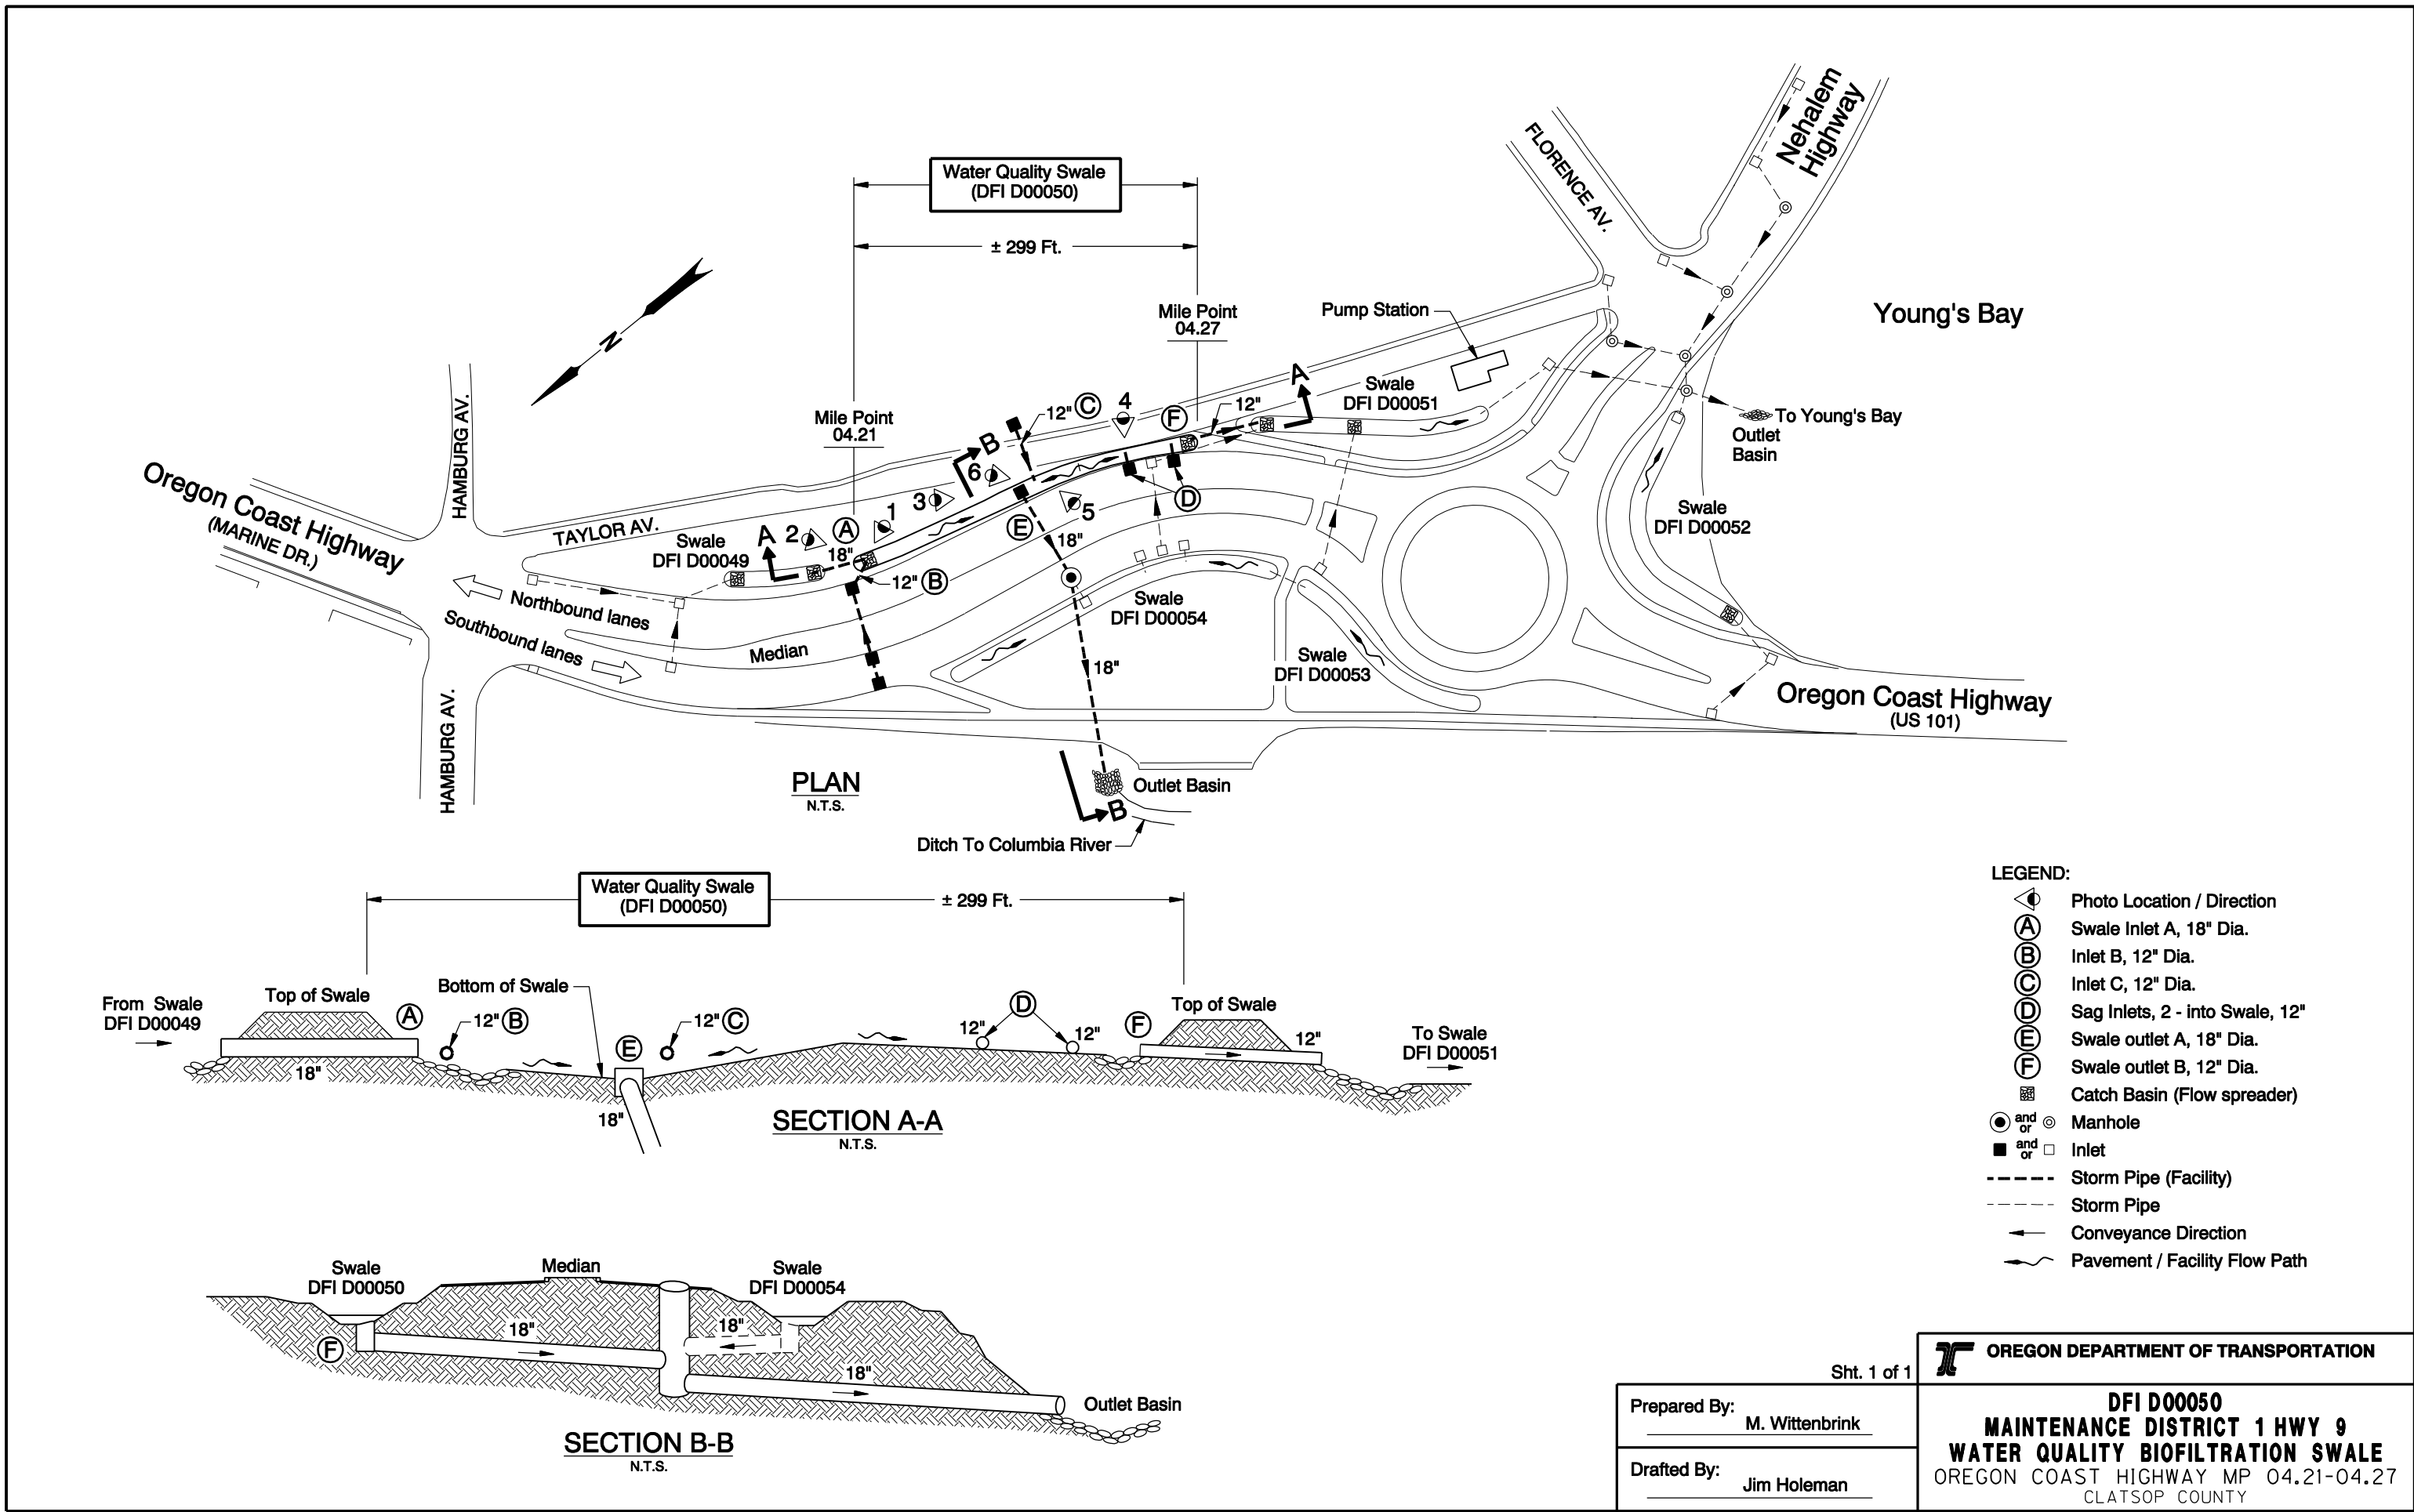 Water Quality Swale
(DFI D00050)
± 299 Ft.
Mile Point
04.27
Mile Point
04.21
Pump Station
FLORENCE AV.
Nehalem
Highway
Young's Bay
N
A
Swale
DFI D00051
12"
F
4
12" C
B
6
3
1
A
2
A
18"
Swale
DFI D00049
12" B
E
18"
5
D
To Young's Bay
Outlet
Basin
Swale
DFI D00052
HAMBURG AV.
Oregon Coast Highway
(MARINE DR.)
TAYLOR AV.
Northbound lanes
Southbound lanes
Median
Swale
DFI D00054
Swale
DFI D00053
18"
Oregon Coast Highway
(US 101)
HAMBURG AV.
PLAN
N.T.S.
Outlet Basin
B
Ditch To Columbia River
Water Quality Swale
(DFI D00050)
± 299 Ft.
From Swale
DFI D00049
Top of Swale
A
18"
12" B
Bottom of Swale
E
18"
12" C
D
12"
12"
F
Top of Swale
12"
To Swale
DFI D00051
SECTION A-A
N.T.S.
Swale
DFI D00050
Median
Swale
DFI D00054
F
18"
18"
18"
Outlet Basin
SECTION B-B
N.T.S.
LEGEND:
Photo Location / Direction
A Swale Inlet A, 18" Dia.
B Inlet B, 12" Dia.
C Inlet C, 12" Dia.
D Sag Inlets, 2 - into Swale, 12"
E Swale outlet A, 18" Dia.
F Swale outlet B, 12" Dia.
Catch Basin (Flow spreader)
and or Manhole
and or Inlet
Storm Pipe (Facility)
Storm Pipe
Conveyance Direction
Pavement / Facility Flow Path
Sht. 1 of 1
OREGON DEPARTMENT OF TRANSPORTATION
Prepared By:
M. Wittenbrink
Drafted By:
Jim Holeman
DFI D00050
MAINTENANCE DISTRICT 1 HWY 9
WATER QUALITY BIOFILTRATION SWALE
OREGON COAST HIGHWAY MP 04.21-04.27
CLATSOP COUNTY